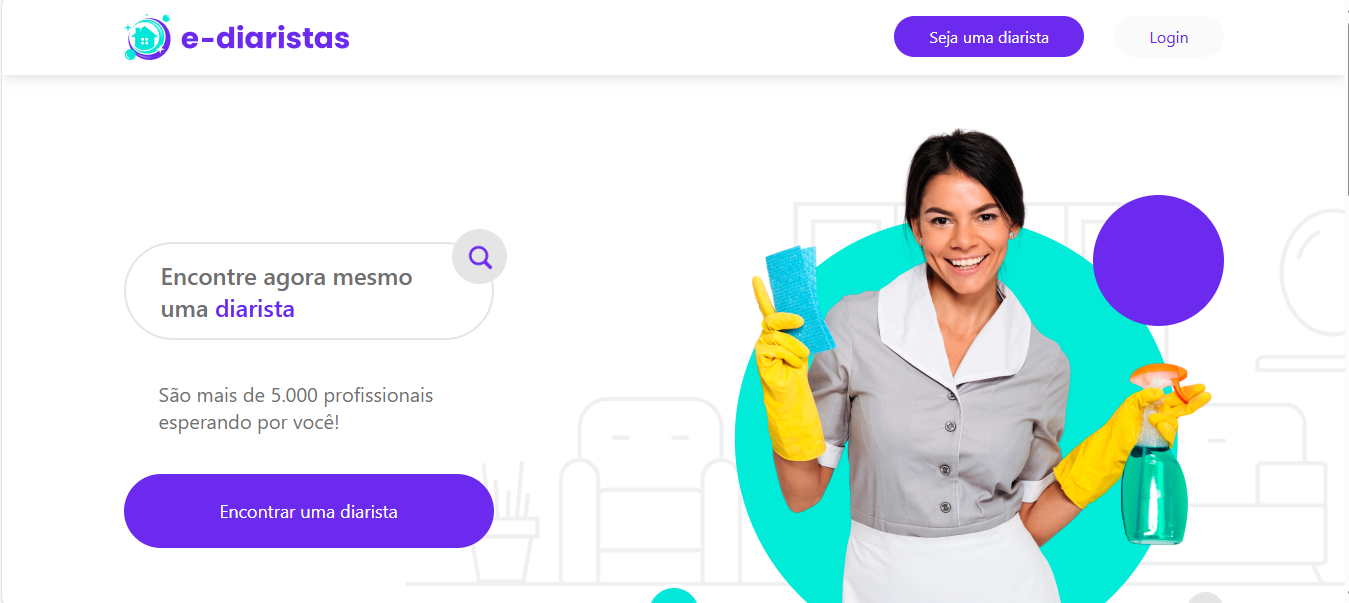 e-diaristas
Seja uma diarista
Login
Encontre agora mesmo
uma diarista
São mais de 5.000 profissionais
esperando por você!
Encontrar uma diarista